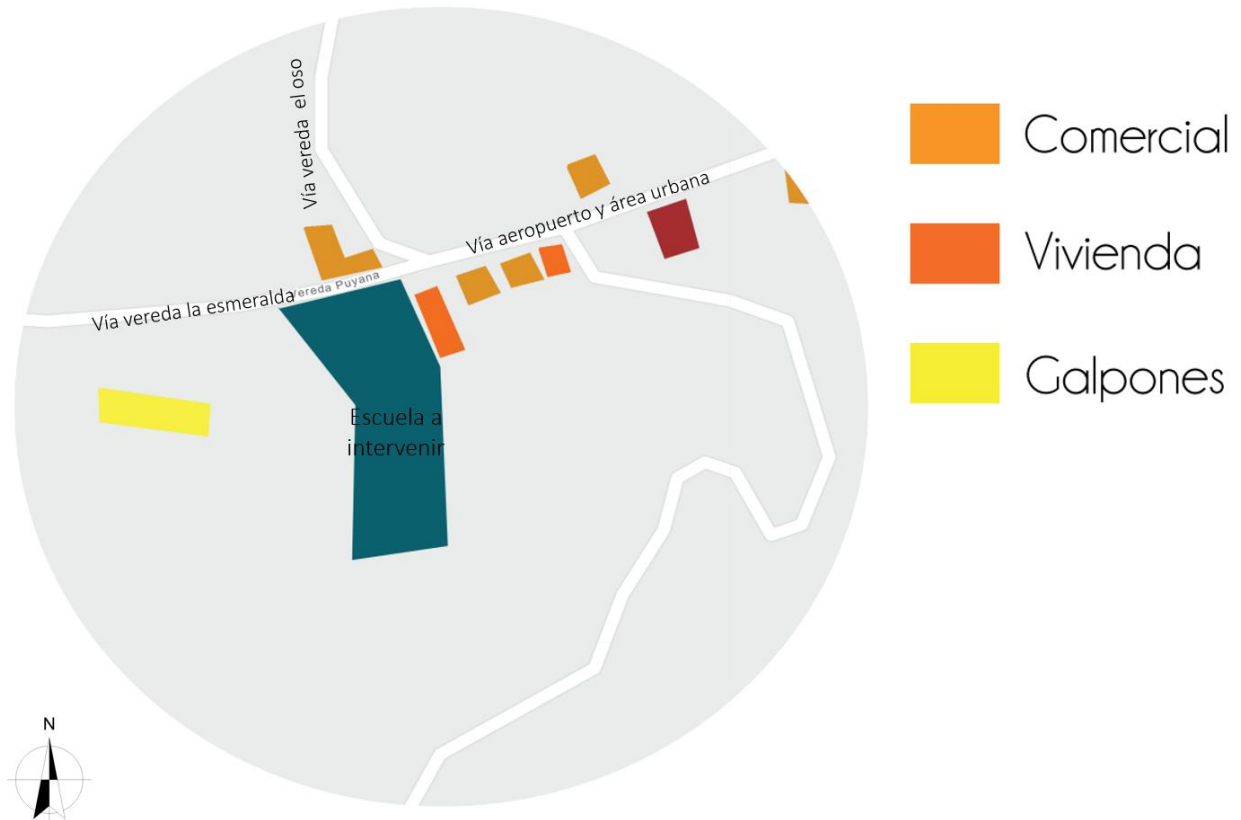 Vía vereda el oso
Comercial
Vía aeropuerto y área urbana
Vivienda
Vereda Puyana
Vía vereda la esmeralda
Galpones
Escuela a
intervenir
N